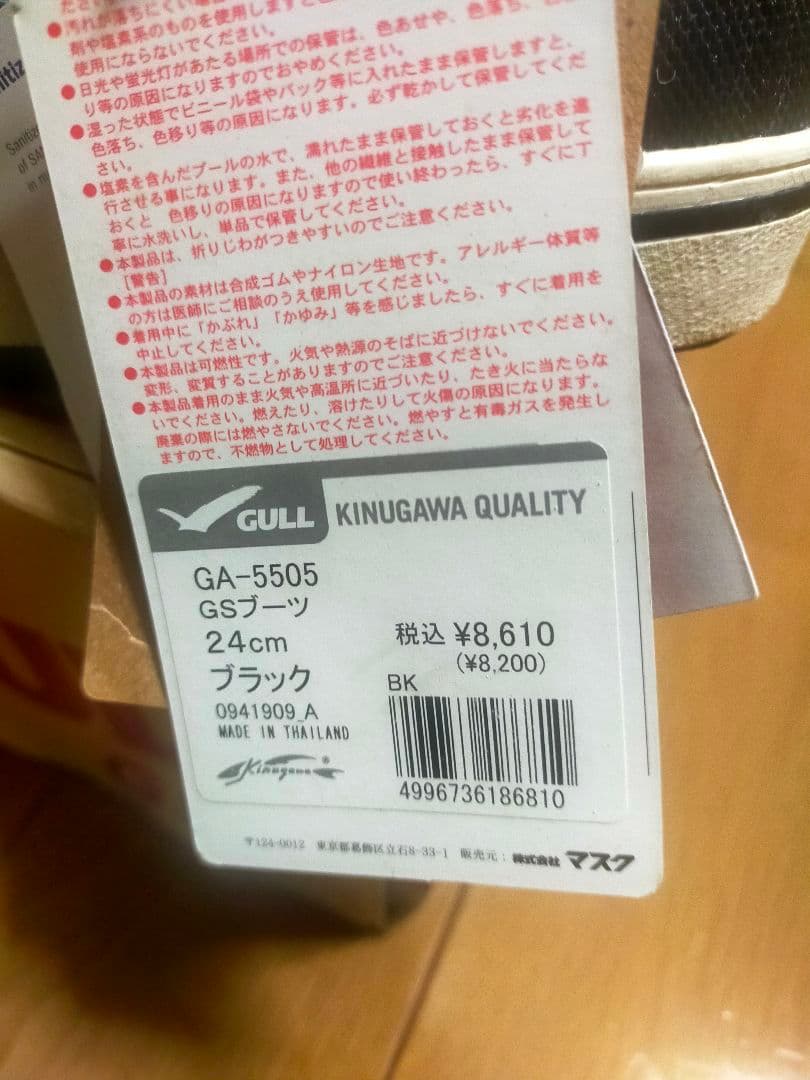 ● 汚れが落ちにくい場合
剤や塩素系のものを使用しますと
使用にならないでください。
● 日光や蛍光灯があたる場所での保管は、色あせや、色落ち、
り等の原因になりますのでおやめください。
● 湿った状態でビニール袋やバック等に入れたまま保管しますと、
色落ち、色移り等の原因になります。必ず乾かして保管してくだ
さい。
● 塩素を含んだプールの水で、濡れたまま保管しておくと劣化を進
行させる事になります。また、他の繊維と接触したまま保管して
おくと 色移りの原因になりますので使い終わったら、すぐに丁
寧に水洗いし、単品で保管してください。
● 本製品は、折りじわがつきやすいのでご注意ください。
[警告]
● 本製品の素材は合成ゴムやナイロン生地です。アレルギー体質等
の方は医師にご相談のうえ使用してください。
● 着用中に「かぶれ」「かゆみ」等を感じましたら、すぐに着用を
中止してください。
● 本製品は可燃性です。火気や熱源のそばに近づけないでください。
変形、変質することがありますのでご注意ください。
● 本製品着用のまま火気や高温所に近づいたり、たき火に当たらな
いでください。燃えたり、溶けたりして火傷の原因になります。
廃棄の際には燃やさないでください。燃やすと有毒ガスを発生し
ますので、不燃物として処理してください。
GULL KINUGAWA QUALITY
GA-5505
GSブーツ
24cm
税込 ¥8,610
ブラック
(¥8,200)
BK
0941909_A
MADE IN THAILAND
Kinugawa®
4996736186810
〒124-0012 東京都葛飾区立石8-33-1 販売元：株式会社 マスク